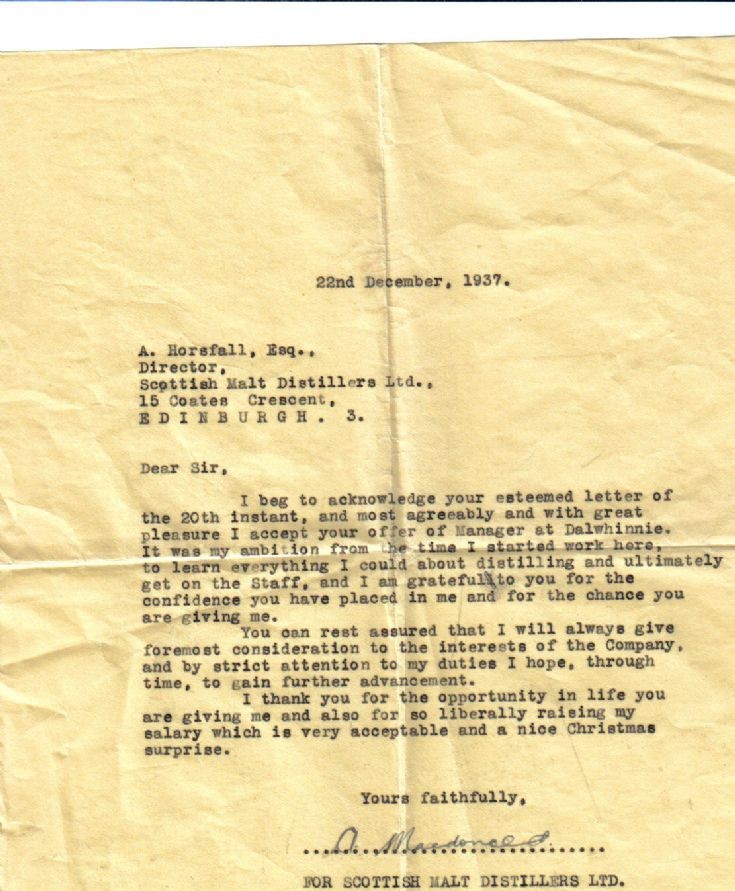 22nd December, 1937.
A. Horsfall, Esq.,
Director,
Scottish Malt Distillers Ltd.,
15 Coates Crescent,
E D I N B U R G H . 3.
Dear Sir,
I beg to acknowledge your esteemed letter of
the 20th instant, and most agreeably and with great
pleasure I accept your offer of Manager at Dalwhinnie.
It was my ambition from the time I started work here,
to learn everything I could about distilling and ultimately
get on the Staff, and I am grateful to you for the
confidence you have placed in me and for the chance you
are giving me.
You can rest assured that I will always give
foremost consideration to the interests of the Company,
and by strict attention to my duties I hope, through
time, to gain further advancement.
I thank you for the opportunity in life you
are giving me and also for so liberally raising my
salary which is very acceptable and a nice Christmas
surprise.
Yours faithfully,
Macdonald.
FOR SCOTTISH MALT DISTILLERS LTD.